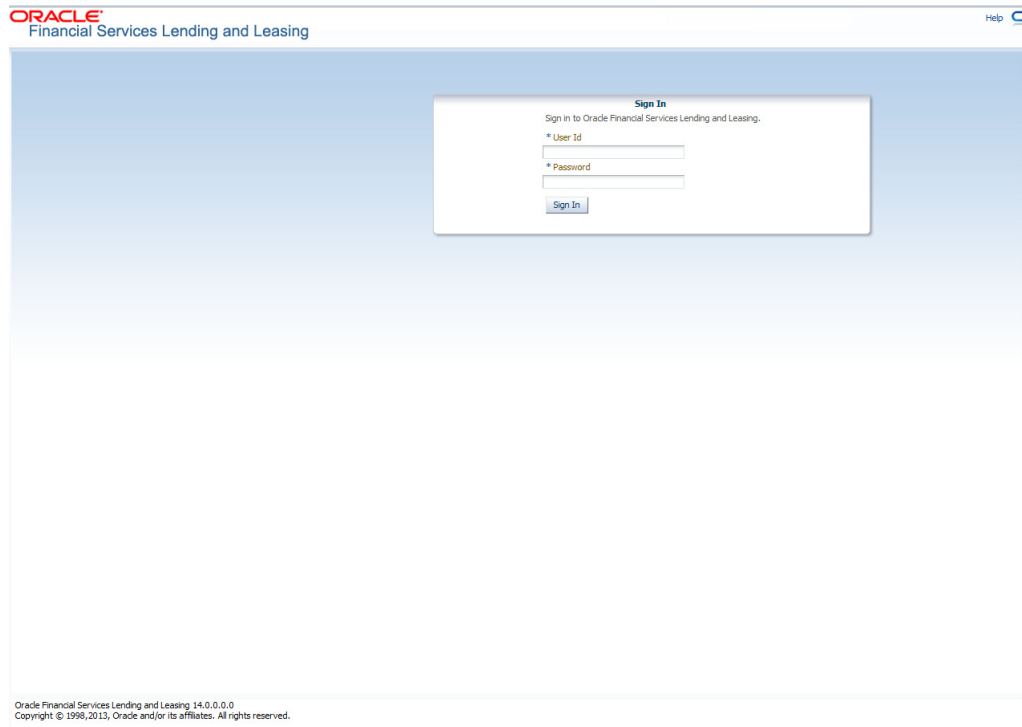 ORACLE
Financial Services Lending and Leasing
Help
Sign In
Sign in to Oracle Financial Services Lending and Leasing.
* User Id
* Password
Sign In
Oracle Financial Services Lending and Leasing 14.0.0.0.0
Copyright © 1998,2013, Oracle and/or its affiliates. All rights reserved.